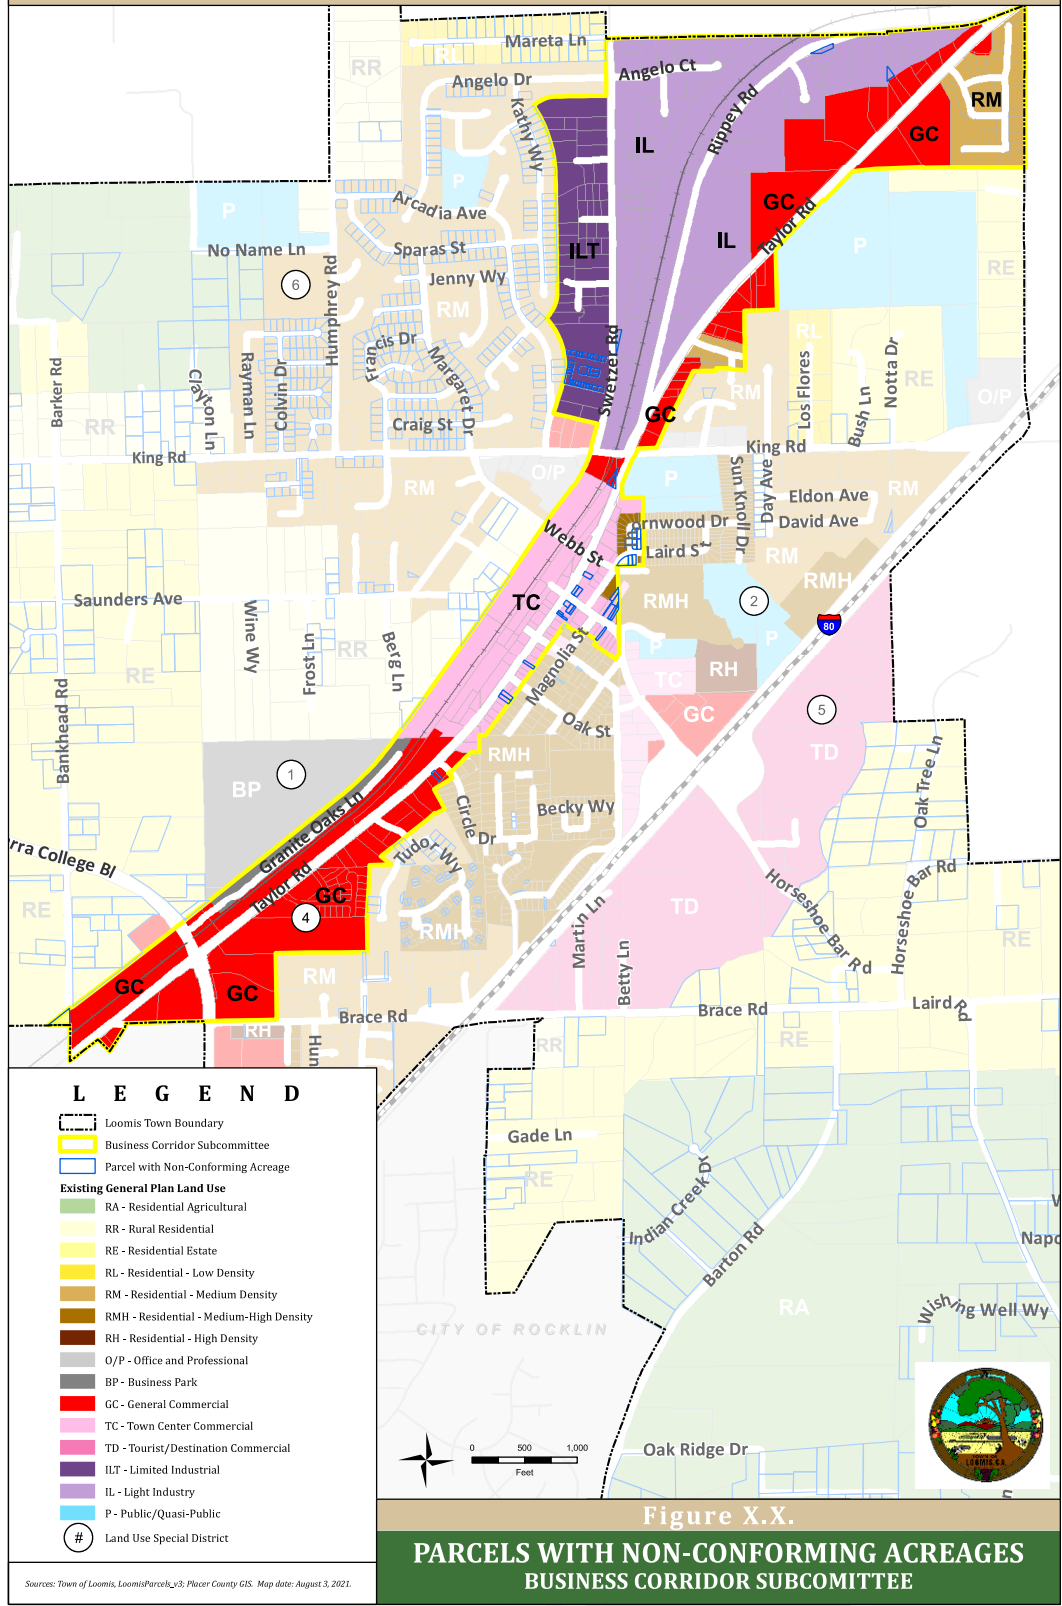 Mareta Ln
RL
RR
Angelo Dr
Angelo Ct
Kathy Wy
Rippey Rd
RM
GC
IL
P
Arcadia Ave
P
GC
Taylor Rd
No Name Ln
Sparas St
ILT
IL
P
RE
6
Humphrey Rd
Jenny Wy
RM
Francis Dr
Margaret Dr
Swetzer Rd
RL
Barker Rd
Clayton Ln
Rayman Ln
Colvin Dr
Los Flores
Bush Ln
Notta Dr
RE
RM
O/P
RR
Craig St
GC
King Rd
King Rd
O/P
P
RM
Sun Knoll Dr
Day Ave
Eldon Ave
RM
David Ave
Webb St
ornwood Dr
Laird St
RM
RMH
Saunders Ave
TC
RMH
2
80
P
Wine Wy
Frost Ln
RR
Berg Ln
Magnolia St
P
RE
TC
RH
Bankhead Rd
Oak St
GC
5
TD
RMH
1
BP
Oak Tree Ln
Granite Oaks Ln
Circle Dr
Becky Wy
rra College Bl
Tudor Wy
Taylor Rd
GC
4
RE
RMH
Martin Ln
TD
Horseshoe Bar Rd
Horseshoe Bar Rd
RE
Betty Ln
GC
GC
RM
Brace Rd
Brace Rd
Laird Rd
RH
Hun
RR
RE
Gade Ln
RE
Indian Creek Dr
Barton Rd
Napo
RA
Wishing Well Wy
CITY OF ROCKLIN
Oak Ridge Dr
TOWN OF
LOOMIS, CA.
0 500 1,000
Feet
LEGEND
Loomis Town Boundary
Business Corridor Subcommittee
Parcel with Non-Conforming Acreage
Existing General Plan Land Use
RA - Residential Agricultural
RR - Rural Residential
RE - Residential Estate
RL - Residential - Low Density
RM - Residential - Medium Density
RMH - Residential - Medium-High Density
RH - Residential - High Density
O/P - Office and Professional
BP - Business Park
GC - General Commercial
TC - Town Center Commercial
TD - Tourist/Destination Commercial
ILT - Limited Industrial
IL - Light Industry
P - Public/Quasi-Public
# Land Use Special District
Sources: Town of Loomis, LoomisParcels_v3; Placer County GIS. Map date: August 3, 2021.
Figure X.X.
PARCELS WITH NON-CONFORMING ACREAGES
BUSINESS CORRIDOR SUBCOMITTEE